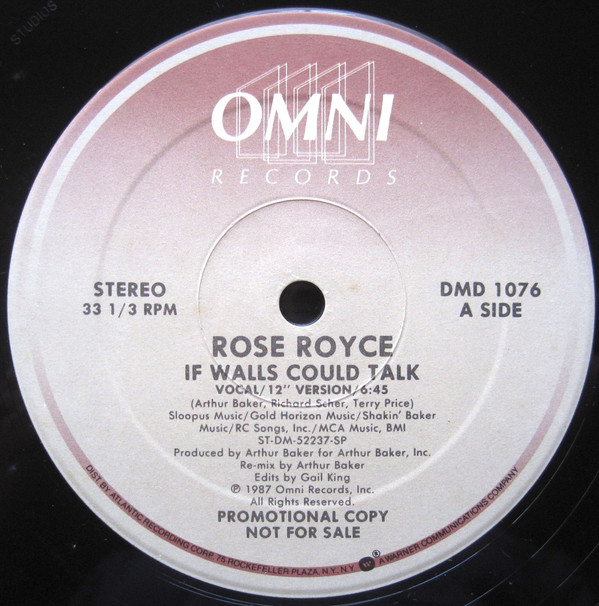 STUDIOS
OMNI
RECORDS
STEREO
33 1/3 RPM
DMD 1076
A SIDE
ROSE ROYCE
IF WALLS COULD TALK
VOCAL/12" VERSION/6:45
(Arthur Baker, Richard Scher, Terry Price)
Sloopus Music/Gold Horizon Music/Shakin' Baker
Music/RC Songs, Inc./MCA Music, BMI
ST-DM-52237-SP
Produced by Arthur Baker for Arthur Baker, Inc.
Re-mix by Arthur Baker
Edits by Gail King
℗ 1987 Omni Records, Inc.
All Rights Reserved.
PROMOTIONAL COPY
NOT FOR SALE
DIST. BY ATLANTIC RECORDING CORP. 75 ROCKEFELLER PLAZA, N.Y. N.Y. ® A WARNER COMMUNICATIONS COMPANY